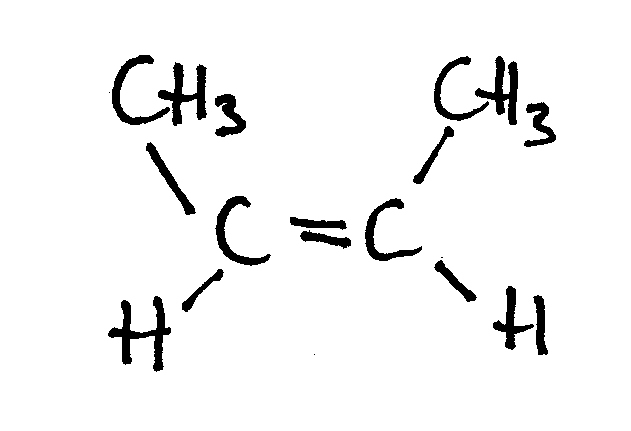 CH3 CH3
C = C
H H